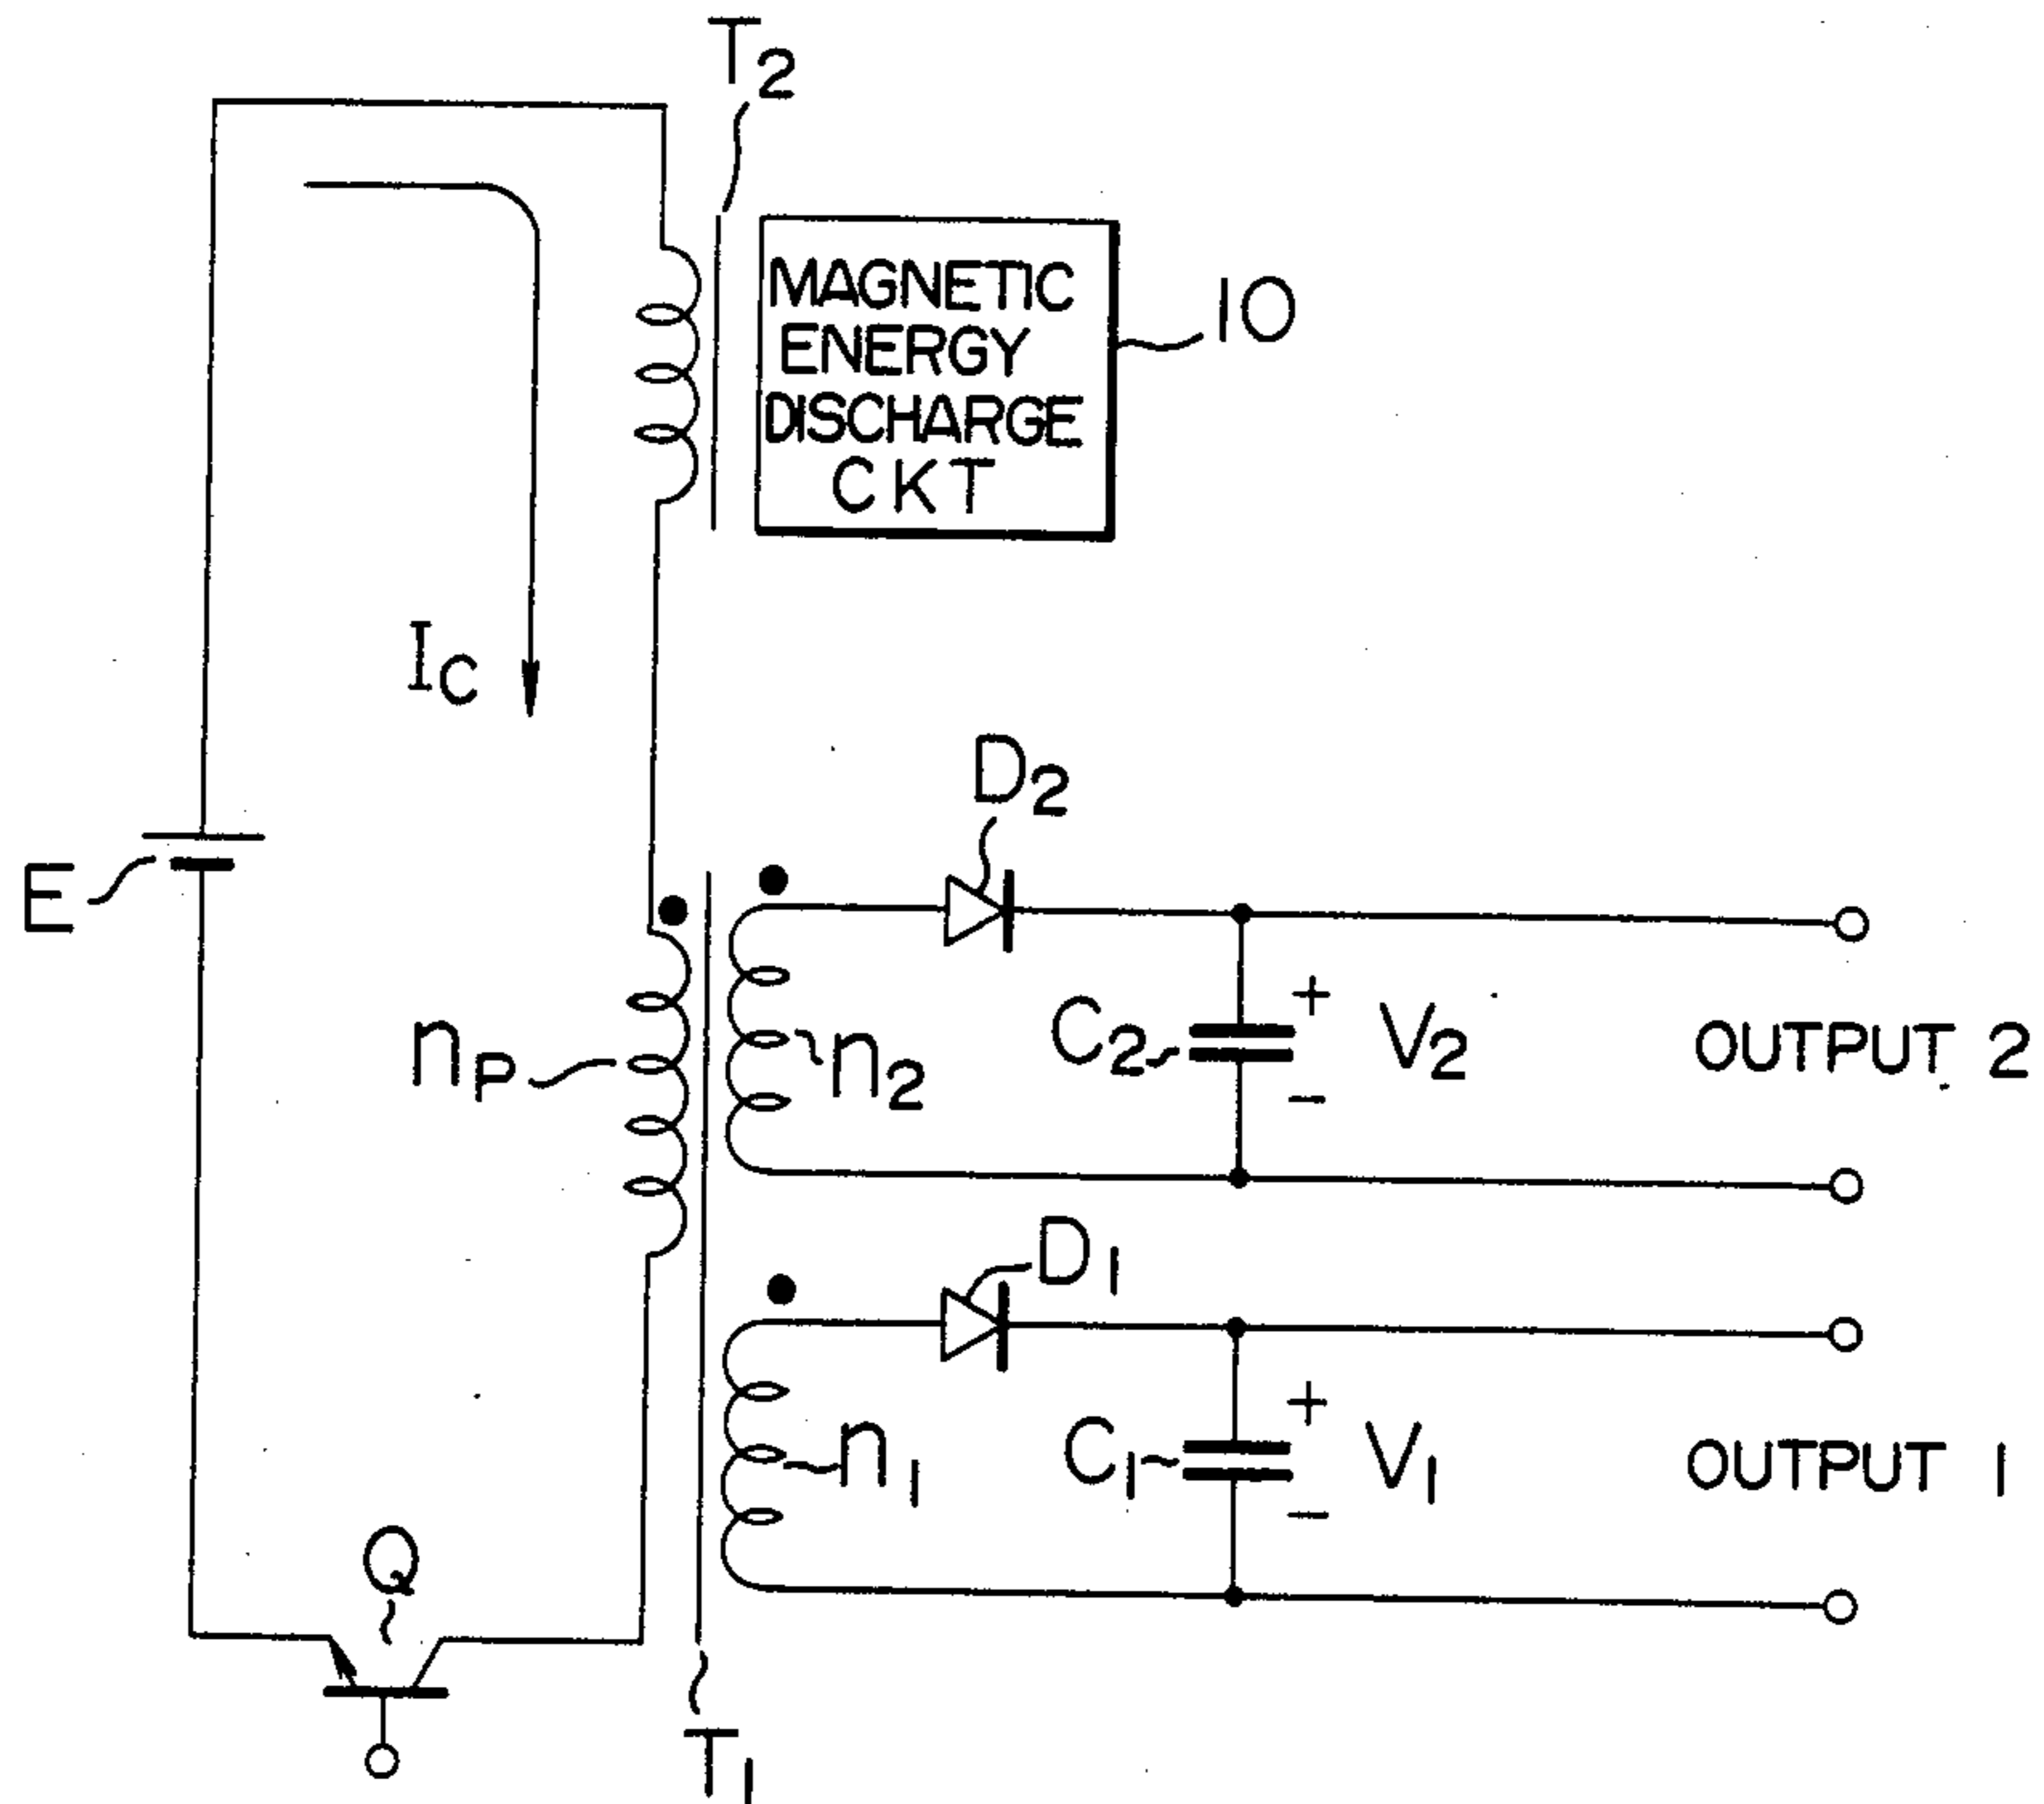 T2
MAGNETIC
ENERGY
DISCHARGE
CKT
10
IC
D2
E
nP
n2
C2
+
-
V2
OUTPUT 2
D1
n1
C1
+
-
V1
OUTPUT 1
Q
T1